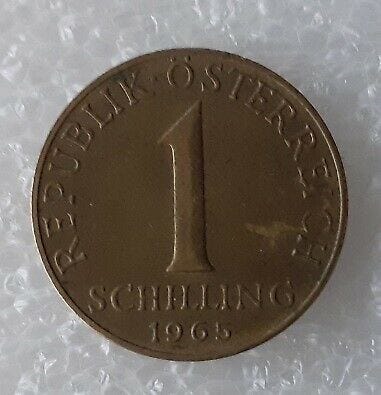 REPUBLIK·ÖSTERREICH
1
SCHILLING
1965